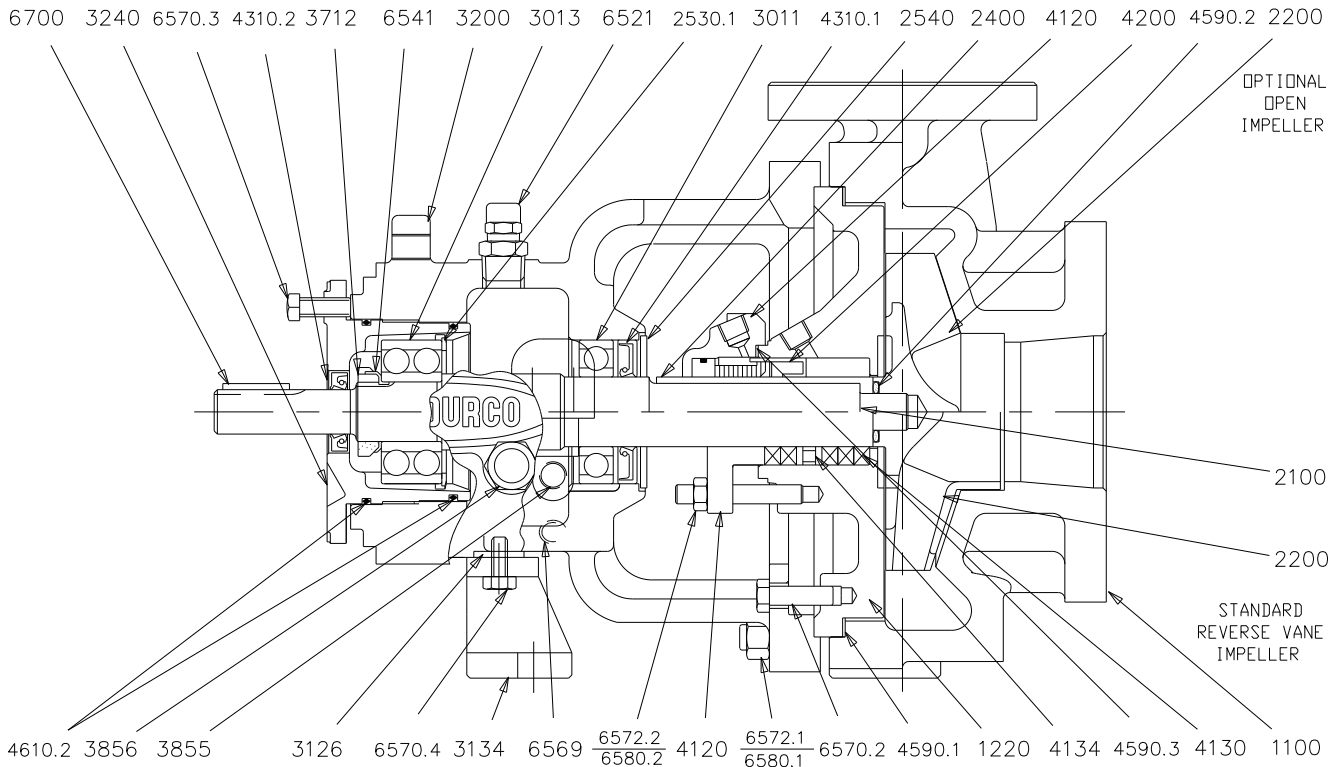 6700 3240 6570.3 4310.2 3712 6541 3200 3013 6521 2530.1 3011 4310.1 2540 2400 4120 4200 4590.2 2200
OPTIONAL
OPEN
IMPELLER
DURCO
2100
2200
STANDARD
REVERSE VANE
IMPELLER
4610.2 3856 3855 3126 6570.4 3134 6569 6572.2 4120 6572.1 6570.2 4590.1 1220 4134 4590.3 4130 1100
6580.2 6580.1